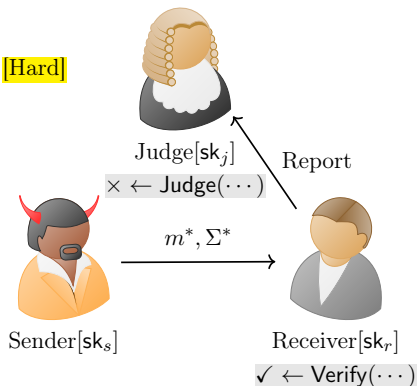 [Hard]
Judge[sk_j]
× ← Judge(⋯)
Report
m*, Σ*
Sender[sk_s]
Receiver[sk_r]
✓ ← Verify(⋯)